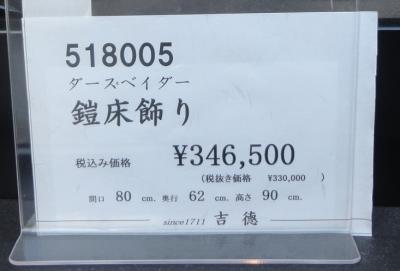 518005
ダースベイダー
鎧床飾り
税込み価格 ¥346,500
(税抜き価格 ¥330,000 )
間口 80 cm. 奥行 62 cm. 高さ 90 cm.
since1711 吉徳